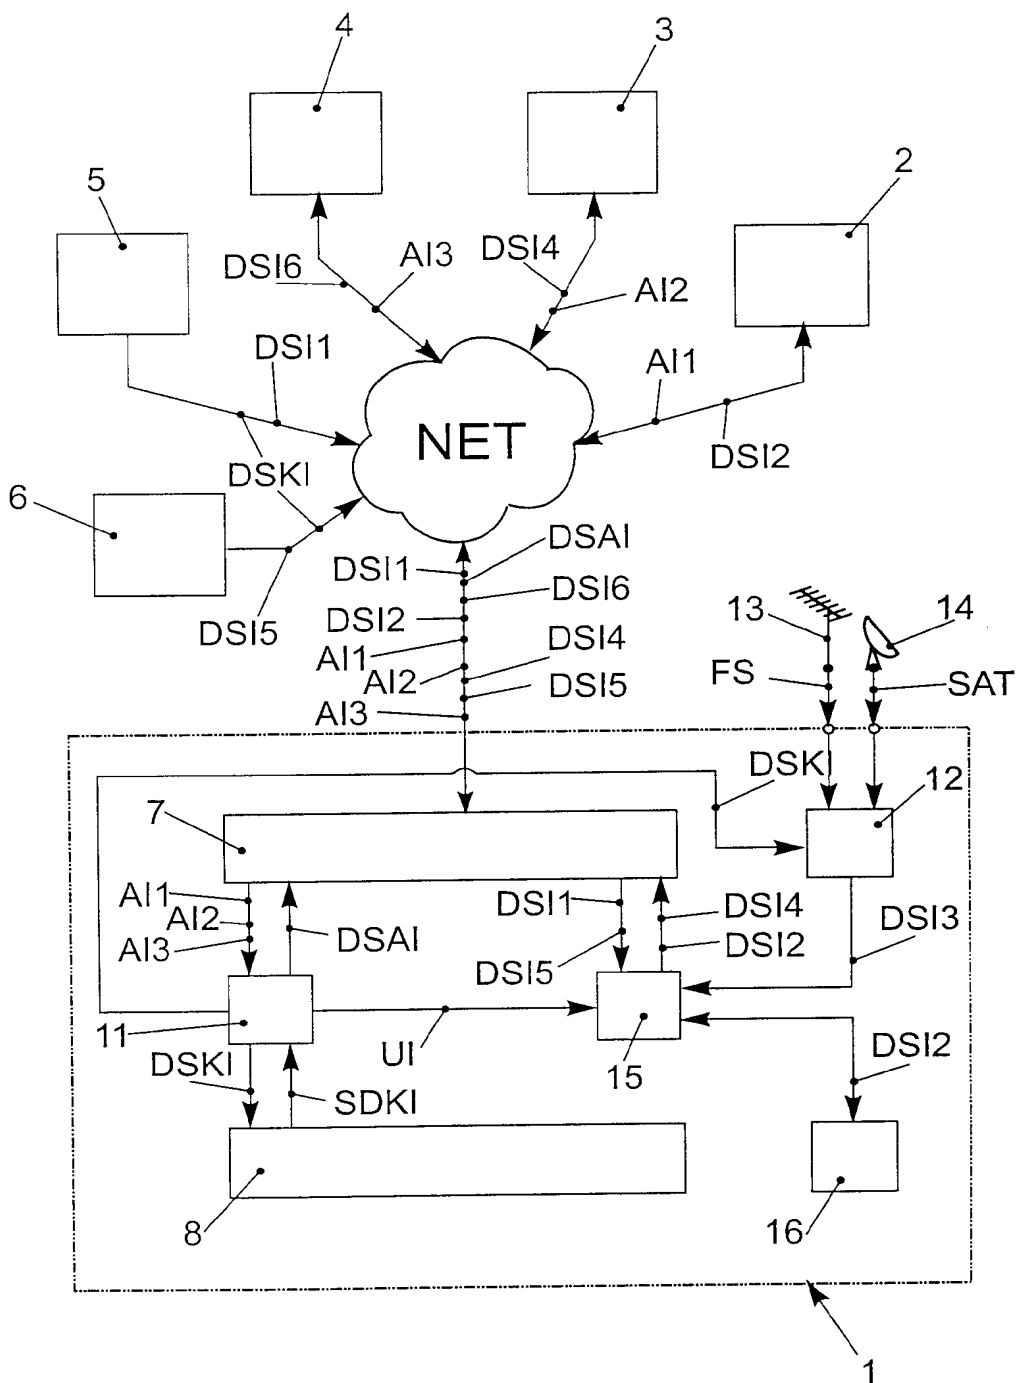 4
3
2
5
DSI6
AI3
DSI4
AI2
DSI1
AI1
NET
DSI2
DSKI
6
DSI5
DSAI
DSI1
DSI6
DSI2
AI1
DSI4
AI2
DSI5
AI3
13
14
FS
SAT
DSKI
12
7
AI1
AI2
AI3
DSAI
DSI1
DSI4
DSI2
DSI5
DSI3
11
UI
15
DSI2
DSKI
SDKI
8
16
1